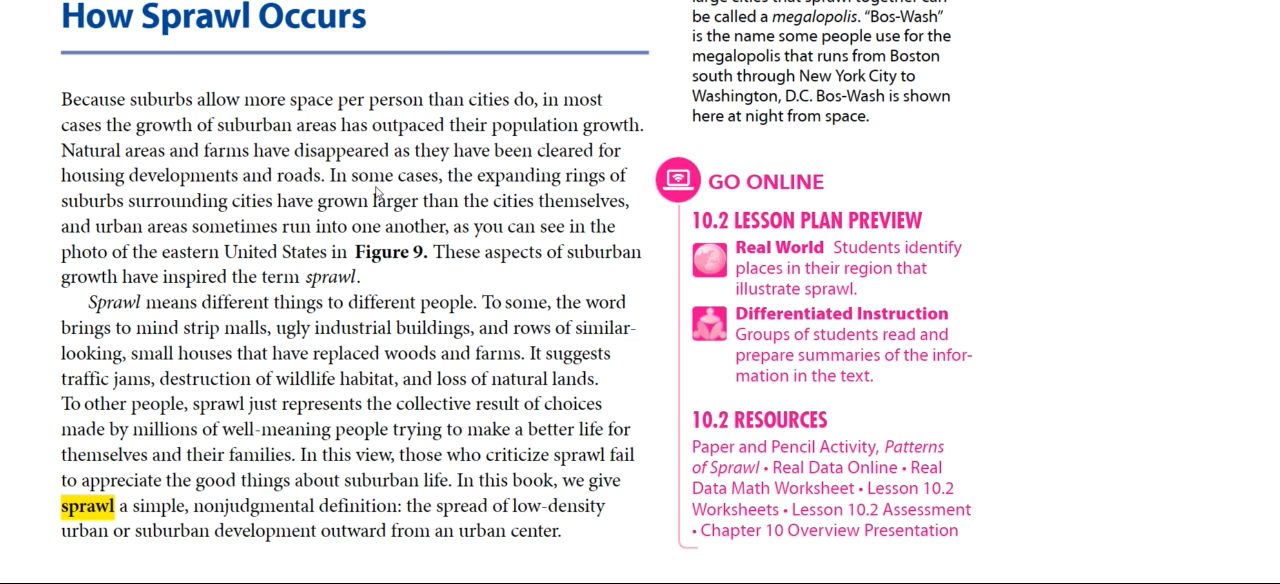 How Sprawl Occurs
Because suburbs allow more space per person than cities do, in most
cases the growth of suburban areas has outpaced their population growth.
Natural areas and farms have disappeared as they have been cleared for
housing developments and roads. In some cases, the expanding rings of
suburbs surrounding cities have grown larger than the cities themselves,
and urban areas sometimes run into one another, as you can see in the
photo of the eastern United States in Figure 9. These aspects of suburban
growth have inspired the term sprawl.
Sprawl means different things to different people. To some, the word
brings to mind strip malls, ugly industrial buildings, and rows of similar-
looking, small houses that have replaced woods and farms. It suggests
traffic jams, destruction of wildlife habitat, and loss of natural lands.
To other people, sprawl just represents the collective result of choices
made by millions of well-meaning people trying to make a better life for
themselves and their families. In this view, those who criticize sprawl fail
to appreciate the good things about suburban life. In this book, we give
sprawl a simple, nonjudgmental definition: the spread of low-density
urban or suburban development outward from an urban center.
large cities that sprawl together can
be called a megalopolis. “Bos-Wash”
is the name some people use for the
megalopolis that runs from Boston
south through New York City to
Washington, D.C. Bos-Wash is shown
here at night from space.
GO ONLINE
10.2 LESSON PLAN PREVIEW
Real World Students identify
places in their region that
illustrate sprawl.
Differentiated Instruction
Groups of students read and
prepare summaries of the infor-
mation in the text.
10.2 RESOURCES
Paper and Pencil Activity, Patterns
of Sprawl • Real Data Online • Real
Data Math Worksheet • Lesson 10.2
Worksheets • Lesson 10.2 Assessment
• Chapter 10 Overview Presentation